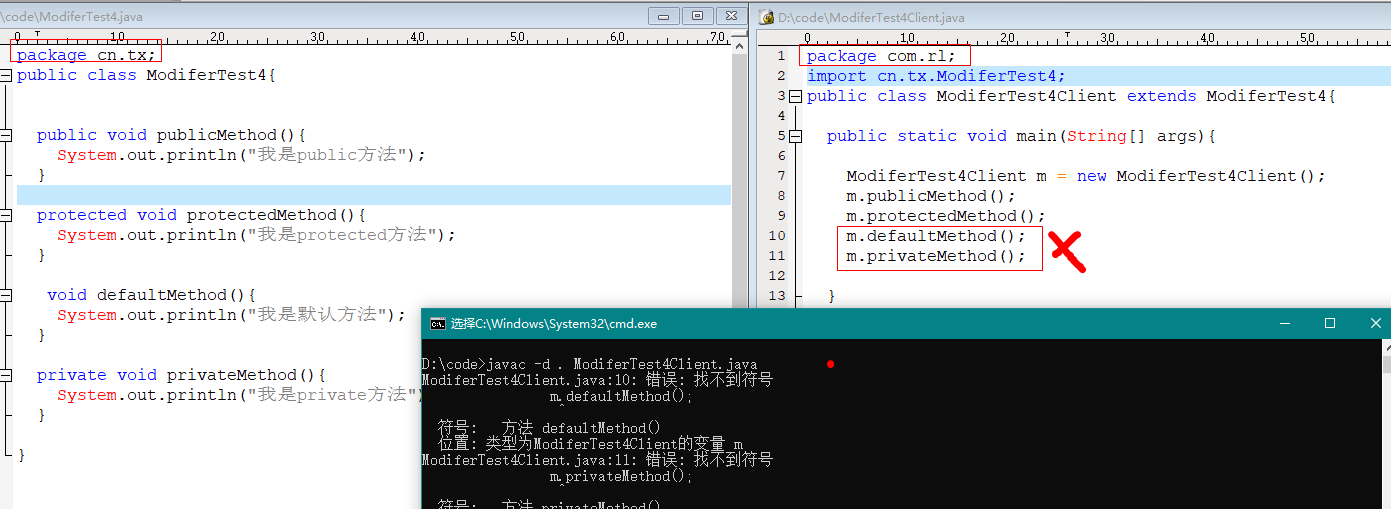 \code\ModiferTest4.java
0 10 20 30 40 50 60 70
package cn.tx;
public class ModiferTest4{
public void publicMethod(){
System.out.println("我是public方法");
}
protected void protectedMethod(){
System.out.println("我是protected方法");
}
void defaultMethod(){
System.out.println("我是默认方法");
}
private void privateMethod(){
System.out.println("我是private方法"
}
}
D:\code\ModiferTest4Client.java
0 10 20 30 40 50
1 package com.rl;
2 import cn.tx.ModiferTest4;
3 public class ModiferTest4Client extends ModiferTest4{
4
5 public static void main(String[] args){
6
7 ModiferTest4Client m = new ModiferTest4Client();
8 m.publicMethod();
9 m.protectedMethod();
10 m.defaultMethod();
11 m.privateMethod();
12
13 }
选择C:\Windows\System32\cmd.exe
D:\code>javac -d . ModiferTest4Client.java
ModiferTest4Client.java:10: 错误: 找不到符号
m.defaultMethod();
^
符号: 方法 defaultMethod()
位置: 类型为ModiferTest4Client的变量 m
ModiferTest4Client.java:11: 错误: 找不到符号
m.privateMethod();
^
符号: 方法 privateMethod()